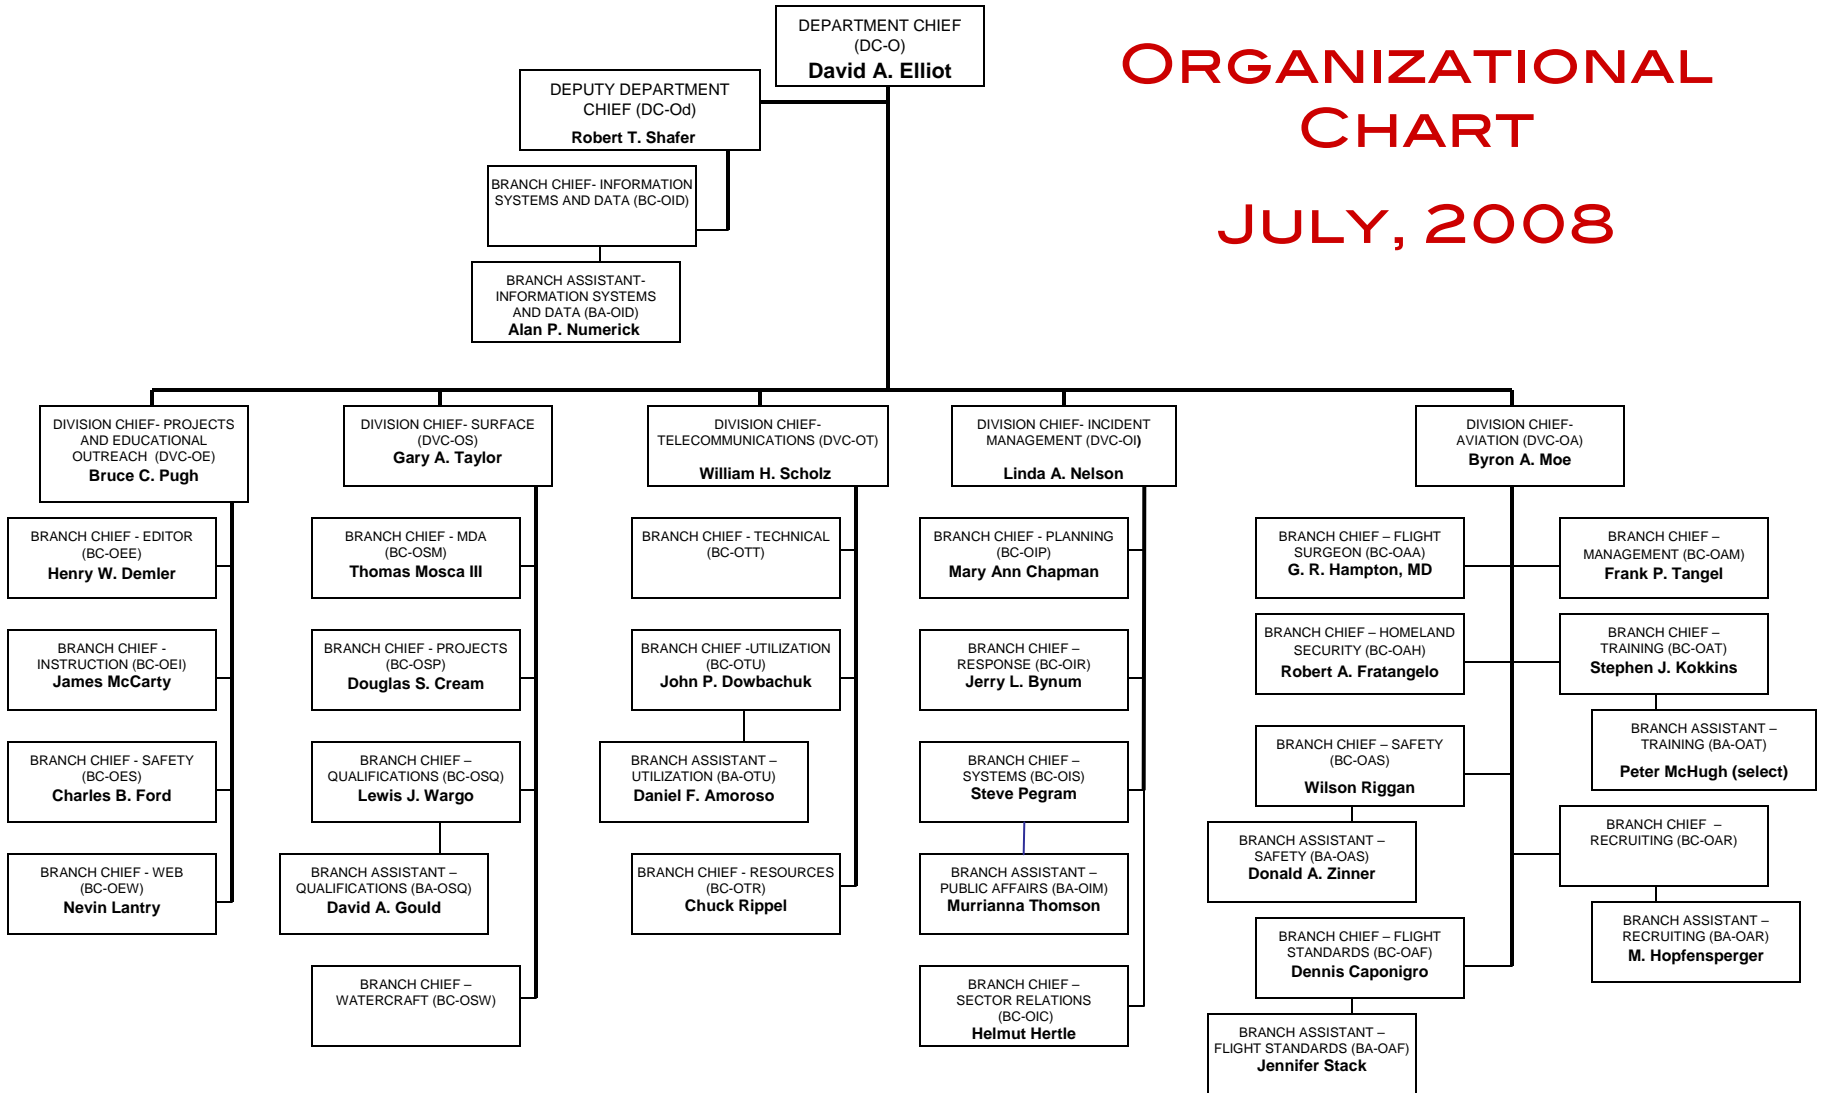 DEPARTMENT CHIEF
(DC-O)
David A. Elliot
ORGANIZATIONAL
CHART
JULY, 2008
DEPUTY DEPARTMENT
CHIEF (DC-Od)
Robert T. Shafer
BRANCH CHIEF- INFORMATION
SYSTEMS AND DATA (BC-OID)
BRANCH ASSISTANT-
INFORMATION SYSTEMS
AND DATA (BA-OID)
Alan P. Numerick
DIVISION CHIEF- PROJECTS
AND EDUCATIONAL
OUTREACH (DVC-OE)
Bruce C. Pugh
BRANCH CHIEF - EDITOR
(BC-OEE)
Henry W. Demler
BRANCH CHIEF -
INSTRUCTION (BC-OEI)
James McCarty
BRANCH CHIEF - SAFETY
(BC-OES)
Charles B. Ford
BRANCH CHIEF - WEB
(BC-OEW)
Nevin Lantry
DIVISION CHIEF- SURFACE
(DVC-OS)
Gary A. Taylor
BRANCH CHIEF - MDA
(BC-OSM)
Thomas Mosca III
BRANCH CHIEF - PROJECTS
(BC-OSP)
Douglas S. Cream
BRANCH CHIEF –
QUALIFICATIONS (BC-OSQ)
Lewis J. Wargo
BRANCH ASSISTANT –
QUALIFICATIONS (BA-OSQ)
David A. Gould
BRANCH CHIEF –
WATERCRAFT (BC-OSW)
DIVISION CHIEF-
TELECOMMUNICATIONS (DVC-OT)
William H. Scholz
BRANCH CHIEF - TECHNICAL
(BC-OTT)
BRANCH CHIEF -UTILIZATION
(BC-OTU)
John P. Dowbachuk
BRANCH ASSISTANT –
UTILIZATION (BA-OTU)
Daniel F. Amoroso
BRANCH CHIEF - RESOURCES
(BC-OTR)
Chuck Rippel
DIVISION CHIEF- INCIDENT
MANAGEMENT (DVC-OI)
Linda A. Nelson
BRANCH CHIEF - PLANNING
(BC-OIP)
Mary Ann Chapman
BRANCH CHIEF –
RESPONSE (BC-OIR)
Jerry L. Bynum
BRANCH CHIEF –
SYSTEMS (BC-OIS)
Steve Pegram
BRANCH ASSISTANT –
PUBLIC AFFAIRS (BA-OIM)
Murrianna Thomson
BRANCH CHIEF –
SECTOR RELATIONS
(BC-OIC)
Helmut Hertle
DIVISION CHIEF-
AVIATION (DVC-OA)
Byron A. Moe
BRANCH CHIEF – FLIGHT
SURGEON (BC-OAA)
G. R. Hampton, MD
BRANCH CHIEF – HOMELAND
SECURITY (BC-OAH)
Robert A. Fratangelo
BRANCH CHIEF – SAFETY
(BC-OAS)
Wilson Riggan
BRANCH ASSISTANT –
SAFETY (BA-OAS)
Donald A. Zinner
BRANCH CHIEF – FLIGHT
STANDARDS (BC-OAF)
Dennis Caponigro
BRANCH ASSISTANT –
FLIGHT STANDARDS (BA-OAF)
Jennifer Stack
BRANCH CHIEF –
MANAGEMENT (BC-OAM)
Frank P. Tangel
BRANCH CHIEF –
TRAINING (BC-OAT)
Stephen J. Kokkins
BRANCH ASSISTANT –
TRAINING (BA-OAT)
Peter McHugh (select)
BRANCH CHIEF –
RECRUITING (BC-OAR)
BRANCH ASSISTANT –
RECRUITING (BA-OAR)
M. Hopfensperger